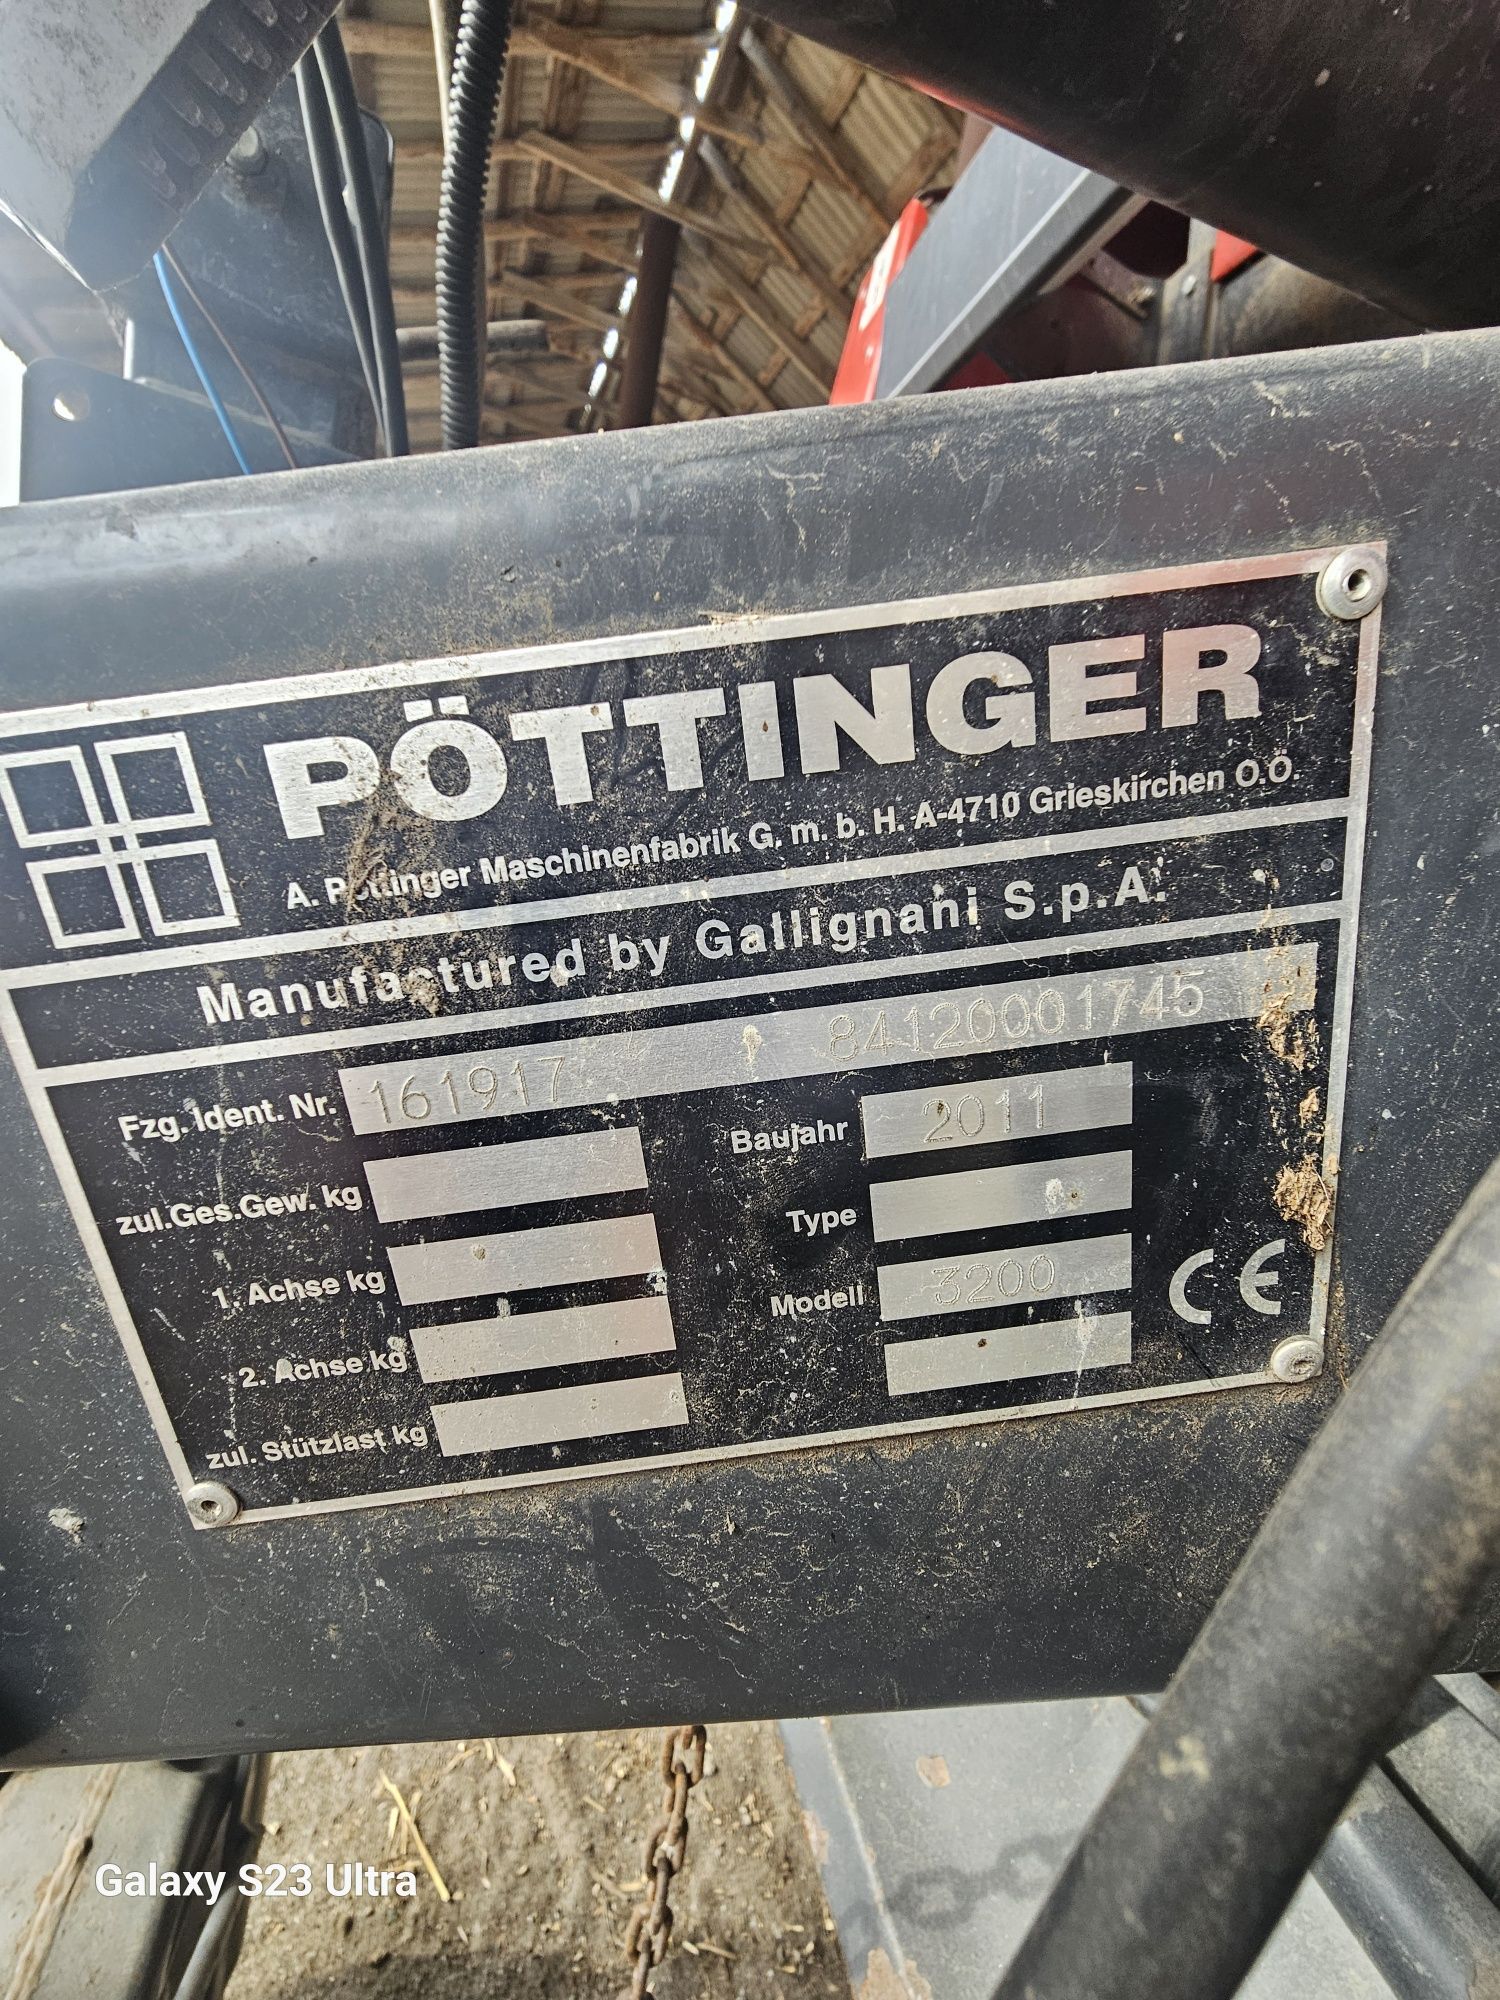 PÖTTINGER
A. Pöttinger Maschinenfabrik G. m. b. H. A-4710 Grieskirchen O.Ö.
Manufactured by Gallignani S.p.A.
Fzg. Ident. Nr. 161917 84120001745
zul.Ges.Gew. kg
Baujahr 2011
1. Achse kg
Type
2. Achse kg
Modell 3200
CE
zul. Stützlast kg
Galaxy S23 Ultra